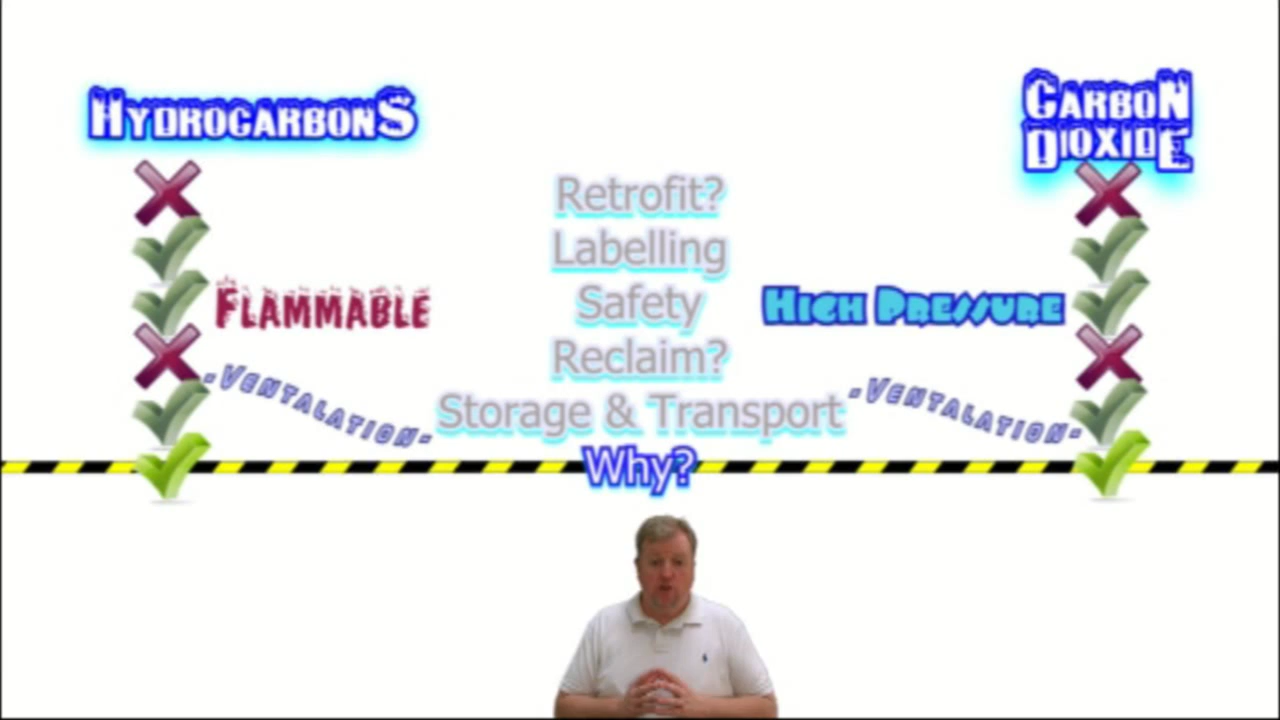 HYDROCARBONS
CARBON
DIOXIDE
Retrofit?
Labelling
FLAMMABLE
Safety
HIGH PRESSURE
Reclaim?
-VENTALATION-
Storage & Transport
-VENTALATION-
Why?